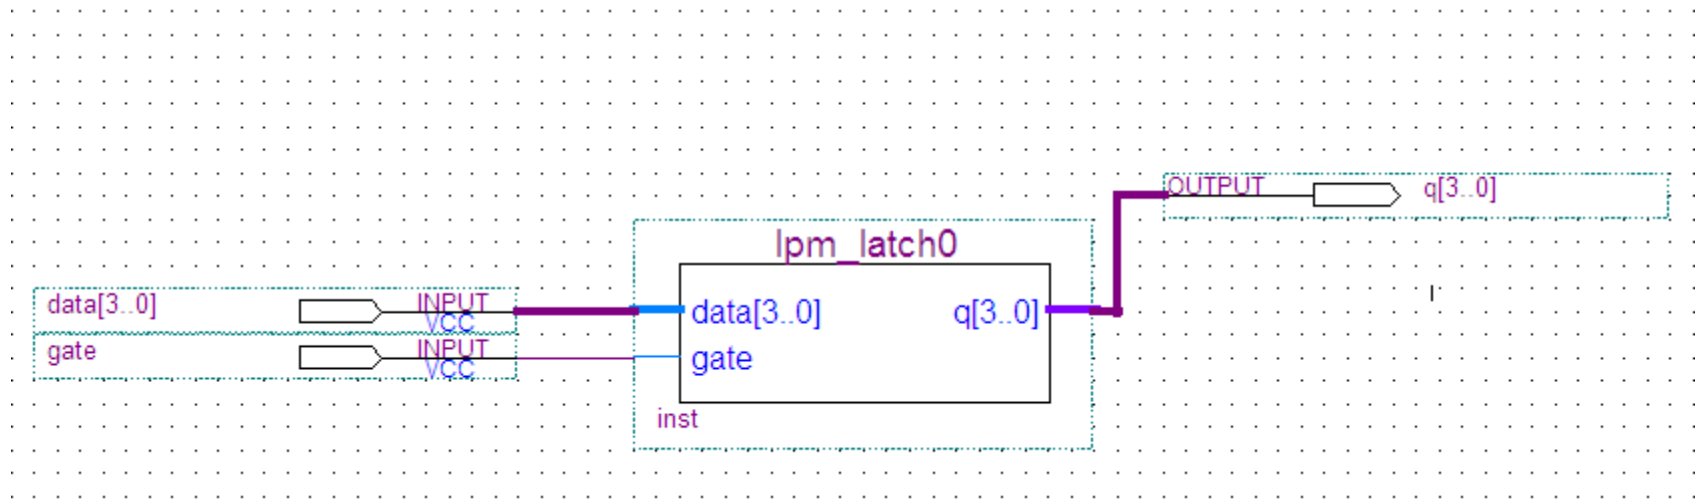 OUTPUT q[3..0]
lpm_latch0
data[3..0] INPUT
VCC
data[3..0] q[3..0]
gate INPUT
VCC
gate
inst